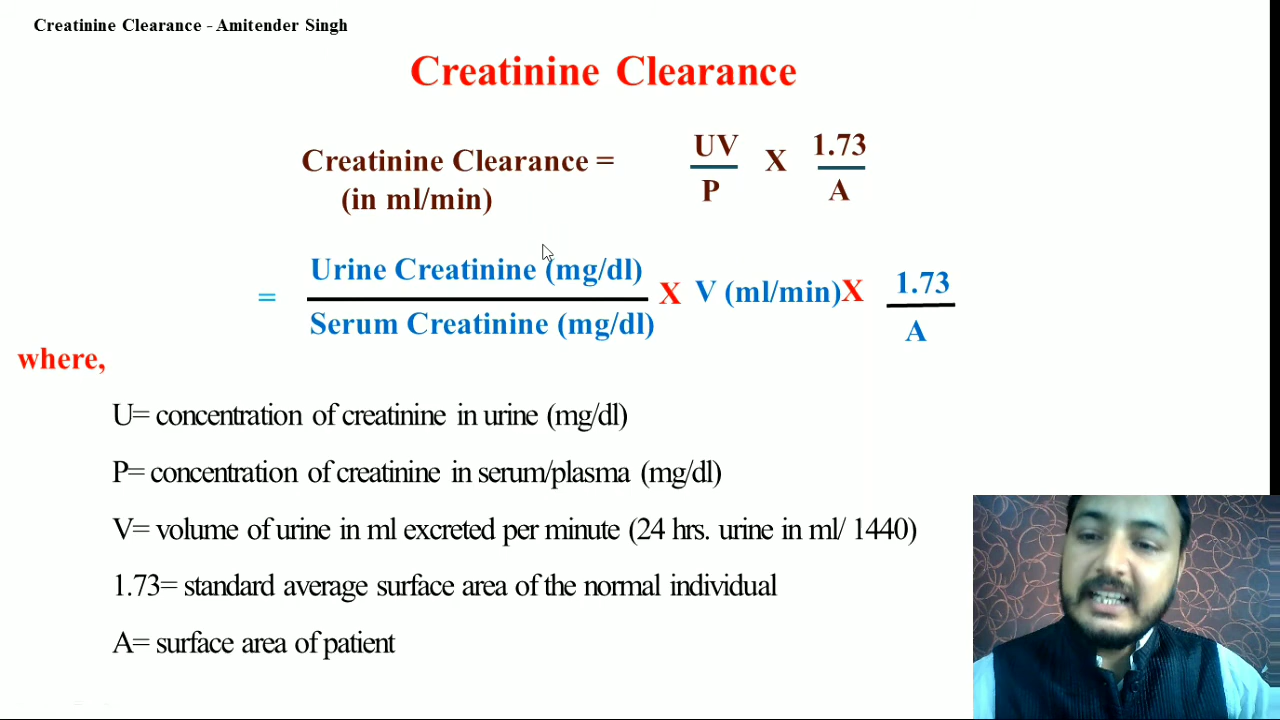 Creatinine Clearance - Amitender Singh
Creatinine Clearance
Creatinine Clearance = UV X 1.73
(in ml/min) P A
Urine Creatinine (mg/dl)
= X V (ml/min)X 1.73
Serum Creatinine (mg/dl) A
where,
U= concentration of creatinine in urine (mg/dl)
P= concentration of creatinine in serum/plasma (mg/dl)
V= volume of urine in ml excreted per minute (24 hrs. urine in ml/ 1440)
1.73= standard average surface area of the normal individual
A= surface area of patient